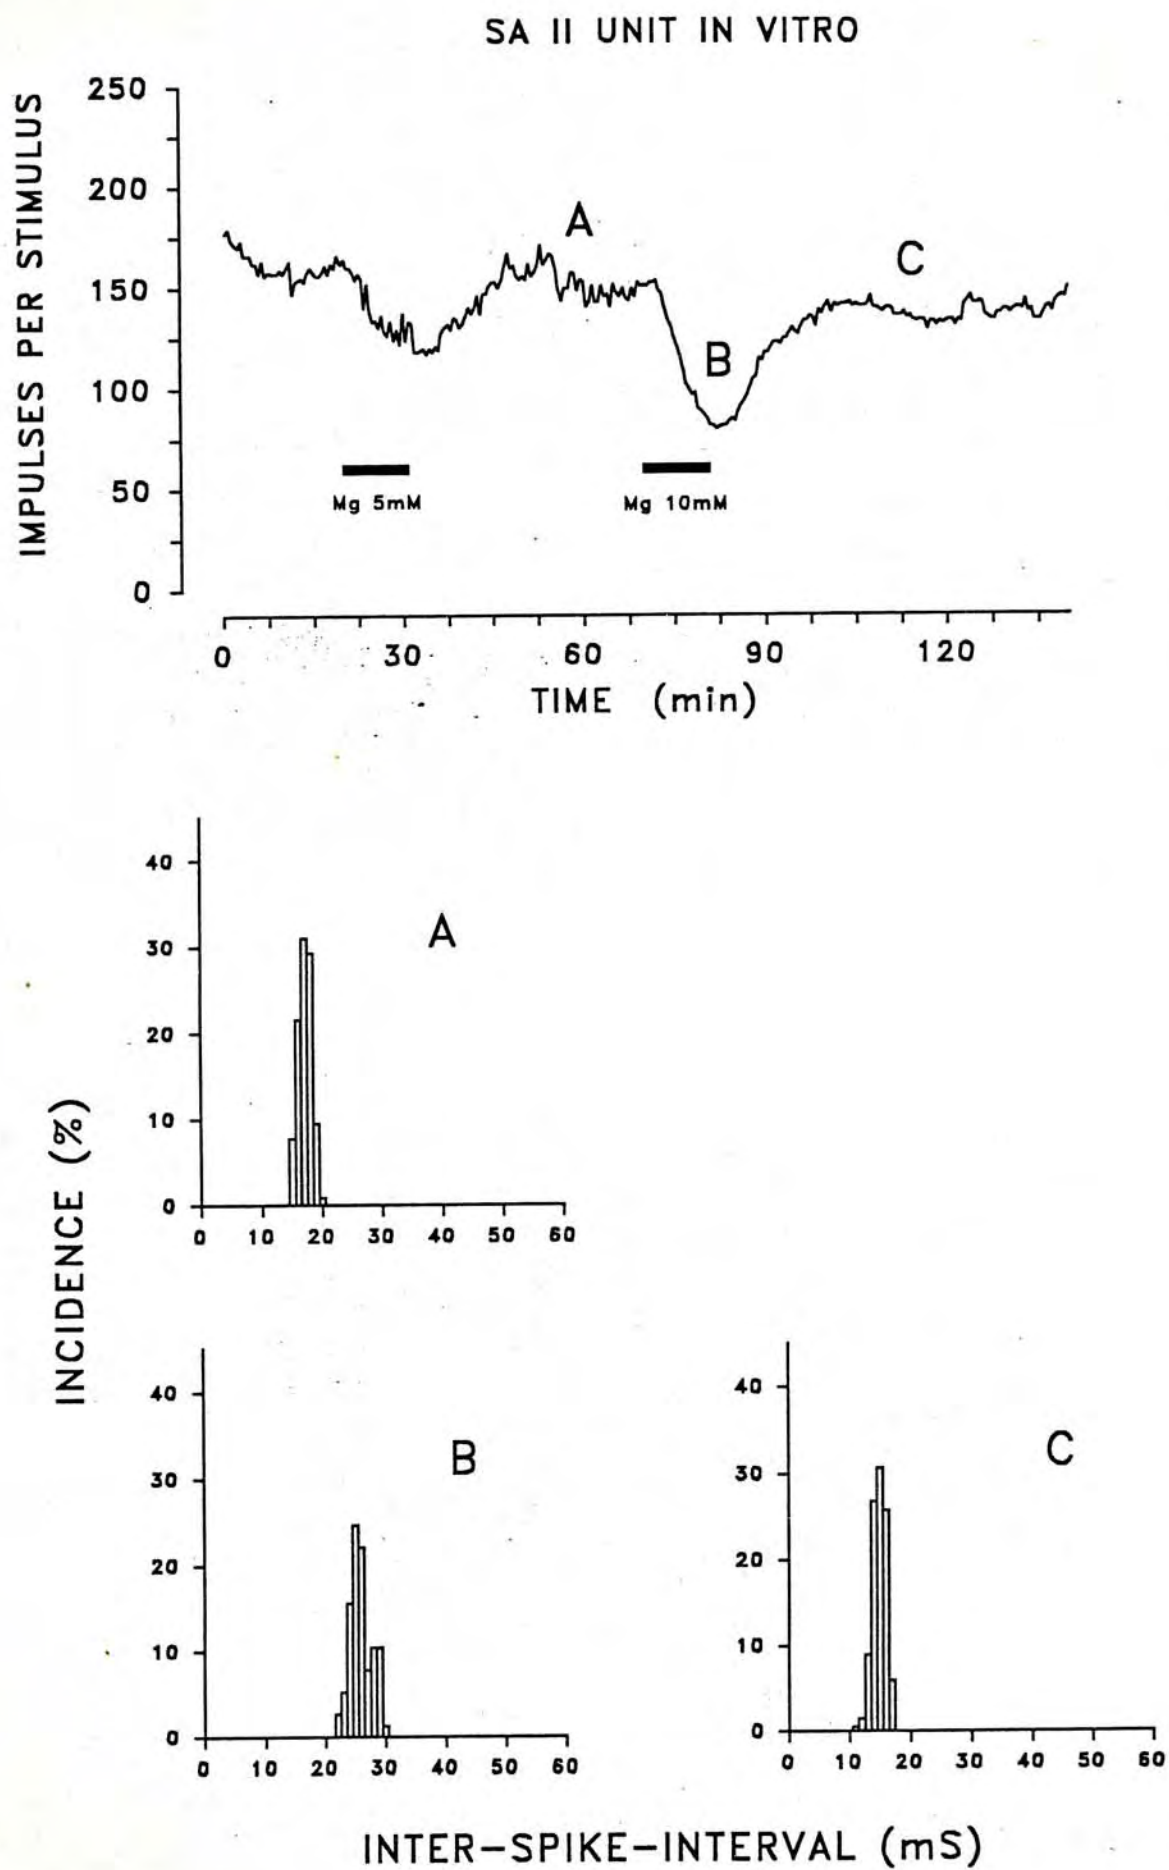 SA II UNIT IN VITRO
IMPULSES PER STIMULUS
250
200
150
100
50
0
A
B
C
Mg 5mM
Mg 10mM
0 30 60 90 120
TIME (min)
INCIDENCE (%)
40
30
20
10
0
A
0 10 20 30 40 50 60
40
30
20
10
0
B
0 10 20 30 40 50 60
40
30
20
10
0
C
0 10 20 30 40 50 60
INTER-SPIKE-INTERVAL (mS)